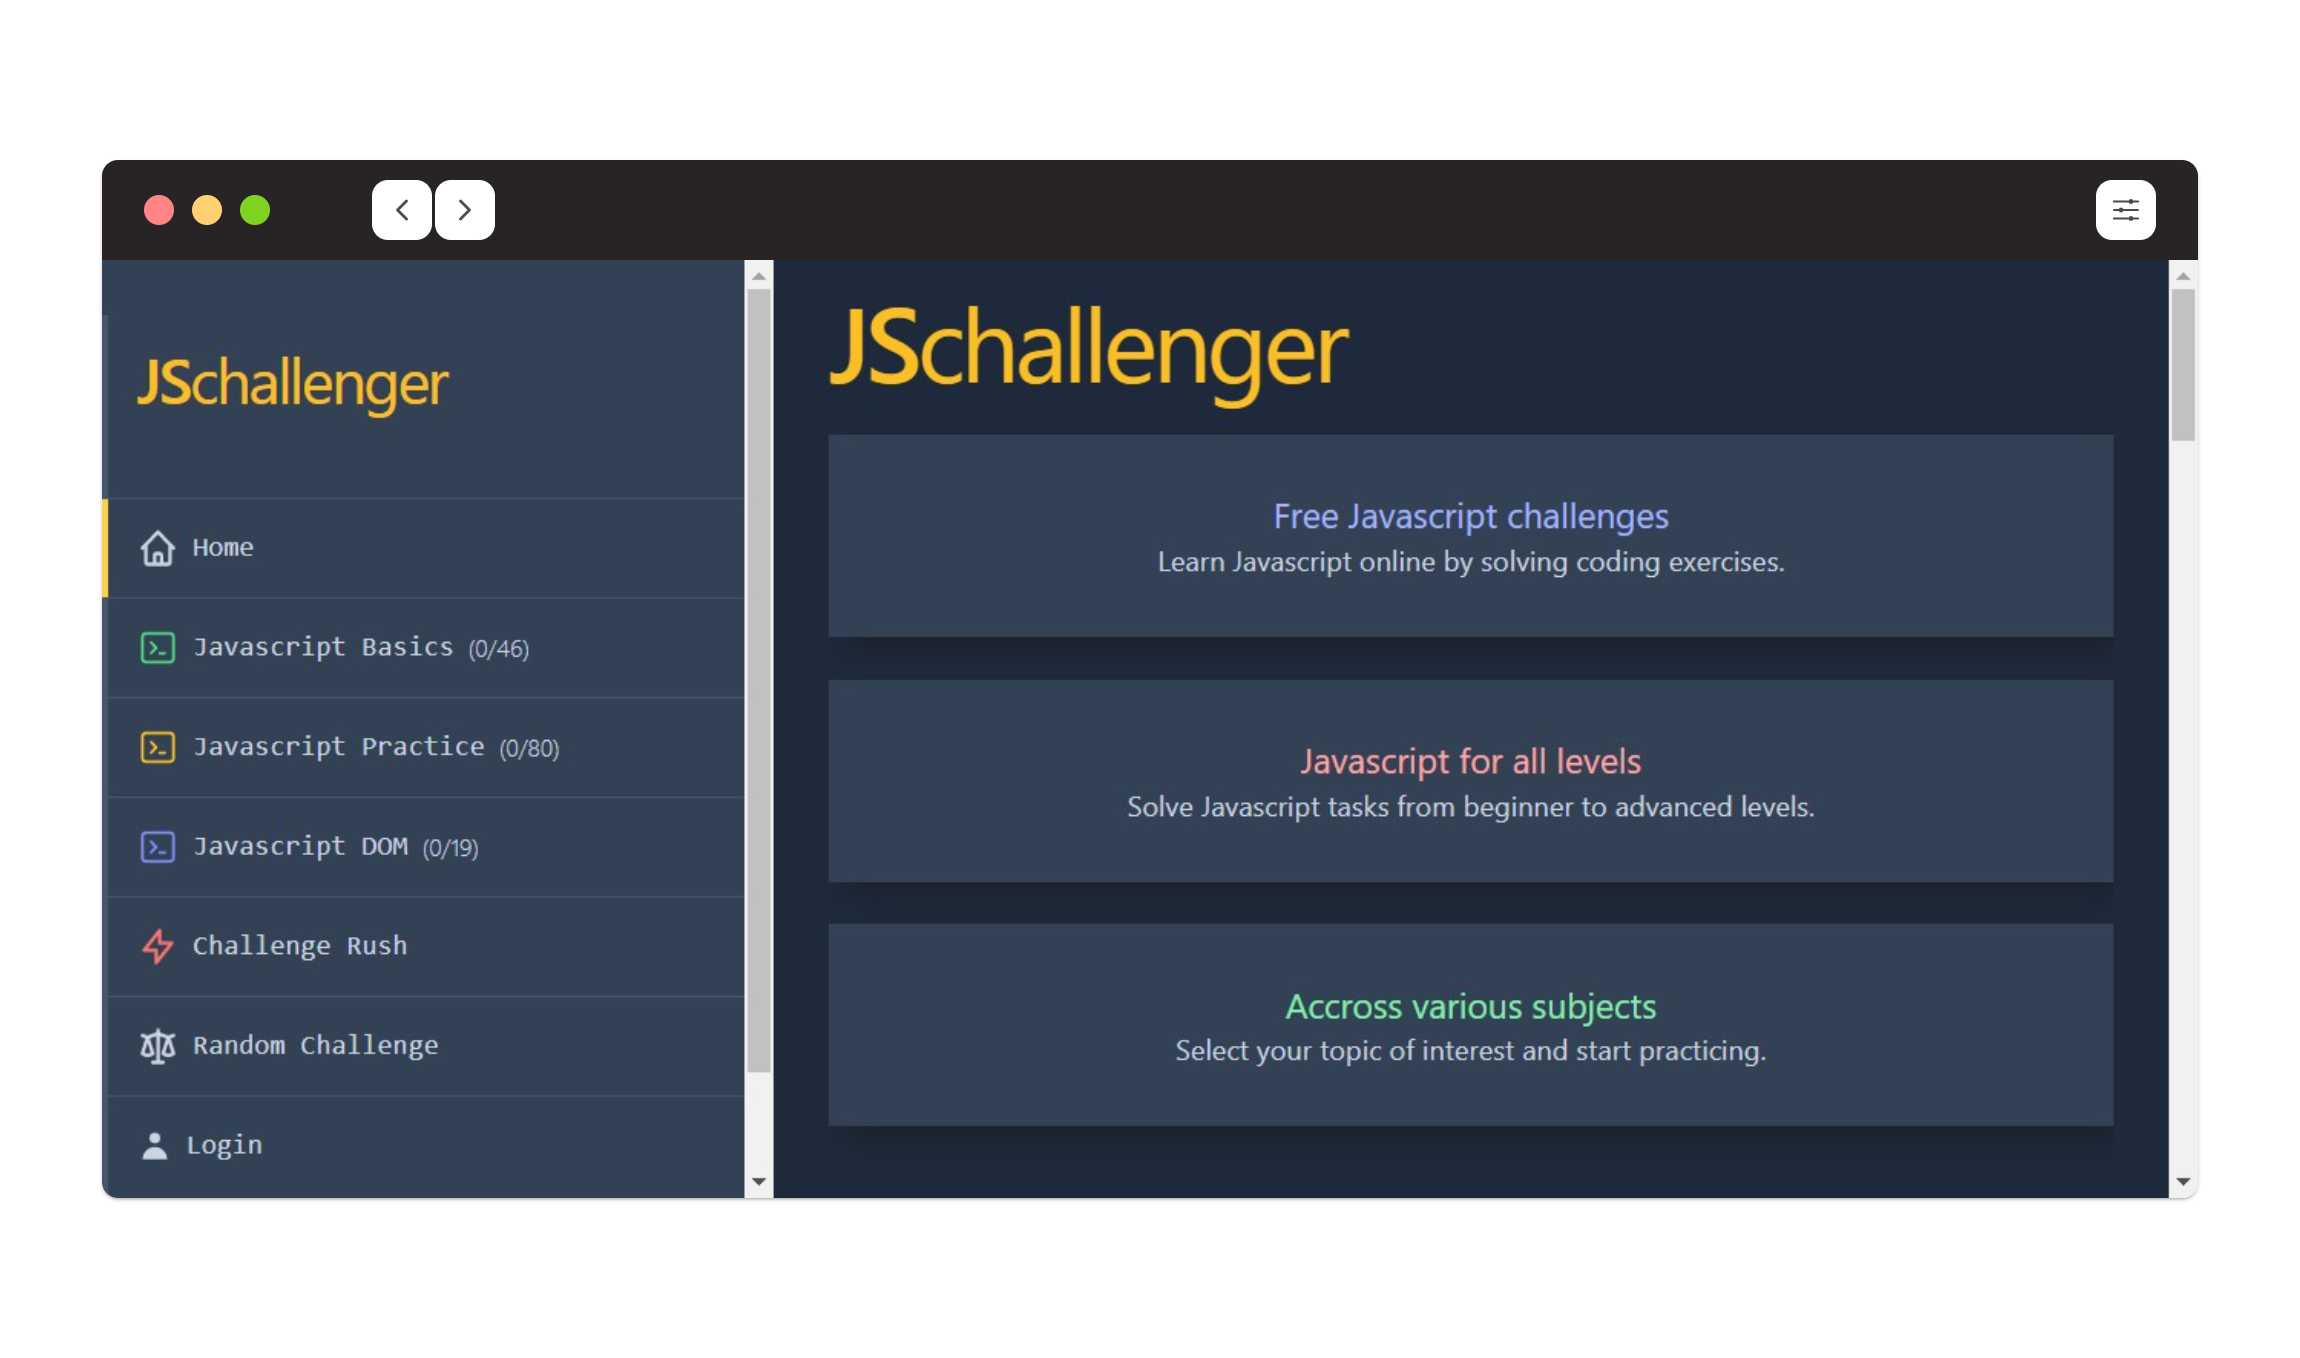 JSchallenger
Home
Javascript Basics (0/46)
Javascript Practice (0/80)
Javascript DOM (0/19)
Challenge Rush
Random Challenge
Login
JSchallenger
Free Javascript challenges
Learn Javascript online by solving coding exercises.
Javascript for all levels
Solve Javascript tasks from beginner to advanced levels.
Accross various subjects
Select your topic of interest and start practicing.